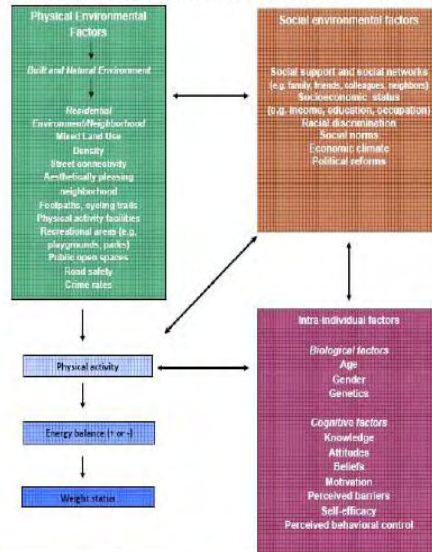 Physical Environmental
Factors
Built and Natural Environment
Residential
Environment/Neighborhood
Mixed Land Use
Density
Street connectivity
Aesthetically pleasing
neighborhood
Footpaths, cycling trails
Physical activity facilities
Recreational areas (e.g.
playgrounds, parks)
Public open spaces
Road safety
Crime rates
Social environmental factors
Social support and social networks
(e.g. family, friends, colleagues, neighbors)
Socioeconomic status
(e.g. income, education, occupation)
Racial discrimination
Social norms
Economic climate
Political reforms
Physical activity
Energy balance (+ or -)
Weight status
Intra-individual factors
Biological factors
Age
Gender
Genetics
Cognitive factors
Knowledge
Attitudes
Beliefs
Motivation
Perceived barriers
Self-efficacy
Perceived behavioral control